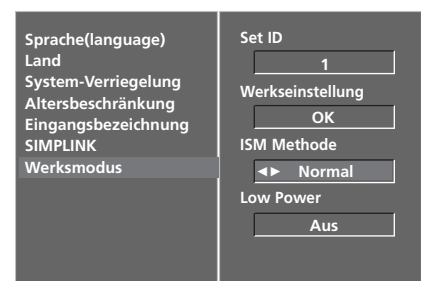 Sprache(language)
Land
System-Verriegelung
Altersbeschränkung
Eingangsbezeichnung
SIMPLINK
Werksmodus
Set ID
1
Werkseinstellung
OK
ISM Methode
◄► Normal
Low Power
Aus